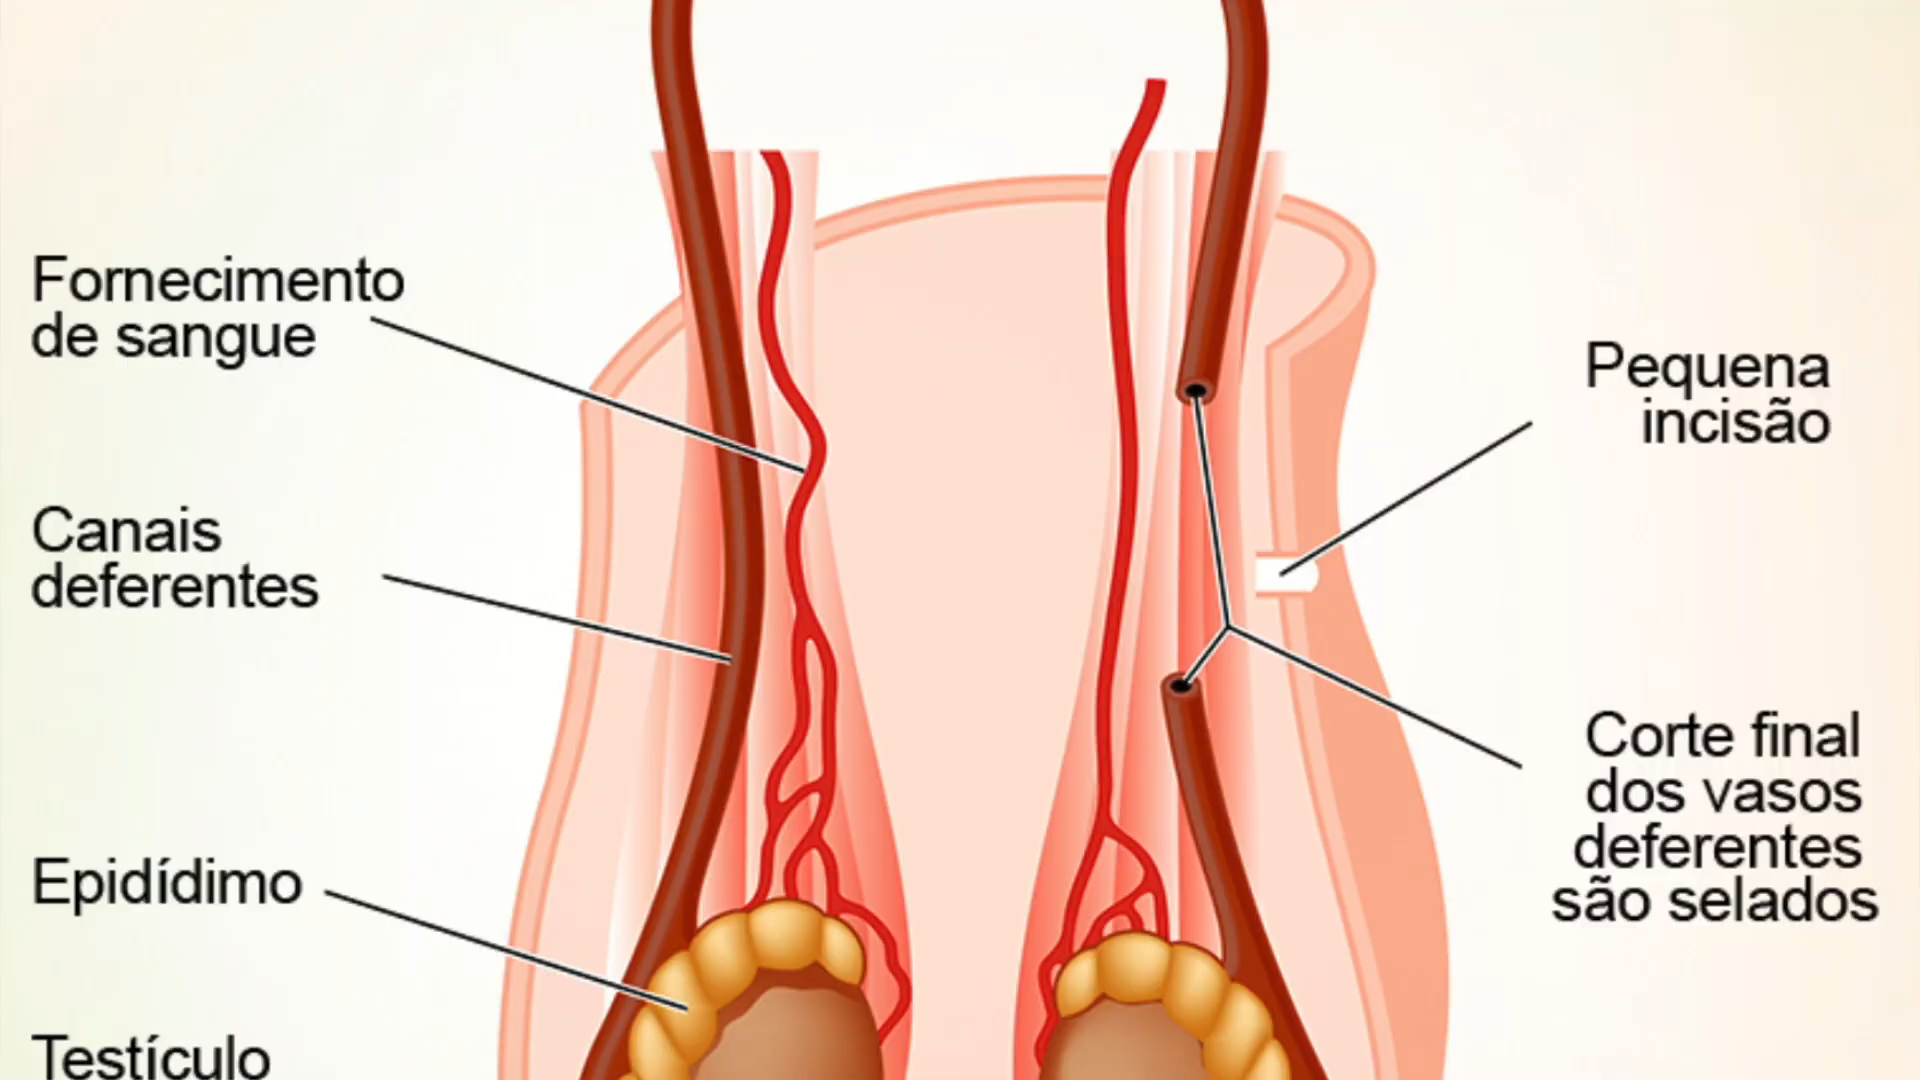 Fornecimento
de sangue
Canais
deferentes
Epidídimo
Testículo
Pequena
incisão
Corte final
dos vasos
deferentes
são selados